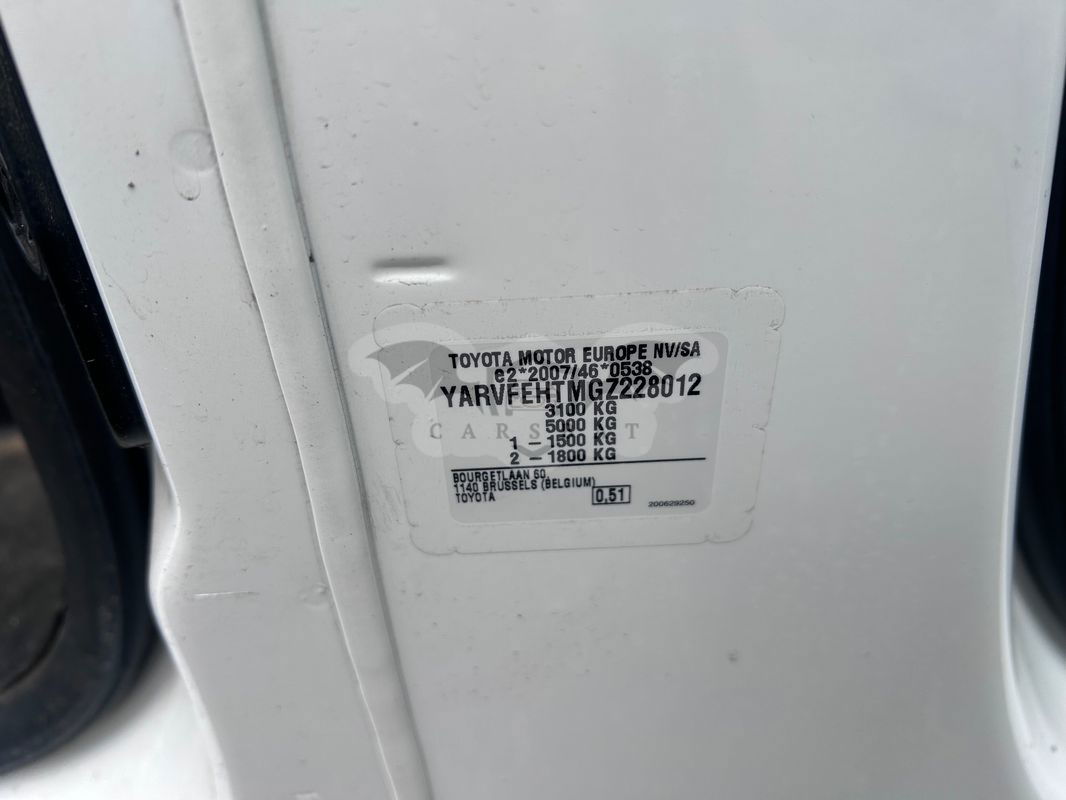 TOYOTA MOTOR EUROPE NV/SA
e2*2007/46*0538
YARVFEHTMGZ228012
3100 KG
5000 KG
1 – 1500 KG
2 – 1800 KG
BOURGETLAAN 60,
1140 BRUSSELS (BELGIUM)
TOYOTA
0,51
200629250